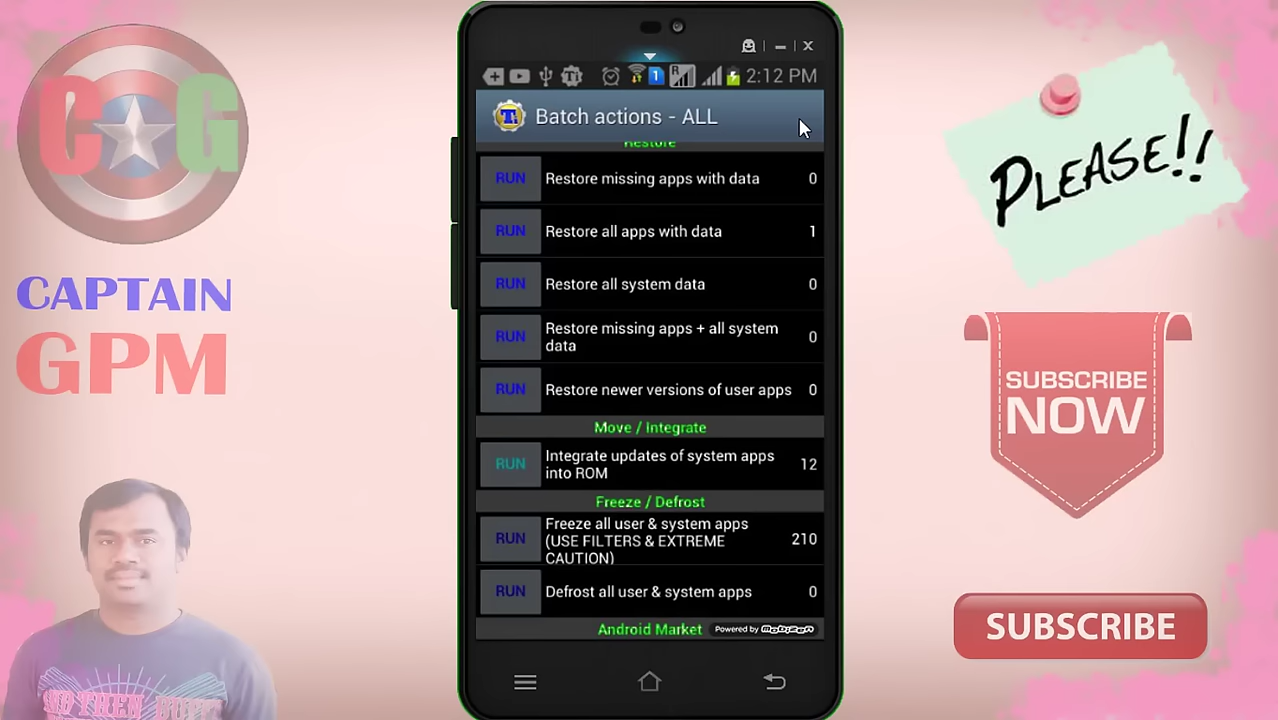 C G
CAPTAIN
GPM
2:12 PM
Batch actions - ALL
Restore
RUN Restore missing apps with data 0
RUN Restore all apps with data 1
RUN Restore all system data 0
RUN Restore missing apps + all system
data 0
RUN Restore newer versions of user apps 0
Move / Integrate
RUN Integrate updates of system apps
into ROM 12
Freeze / Defrost
RUN Freeze all user & system apps
(USE FILTERS & EXTREME
CAUTION) 210
RUN Defrost all user & system apps 0
Android Market Powered by Mobizen
PLEASE!!
SUBSCRIBE
NOW
SUBSCRIBE
AND THEN